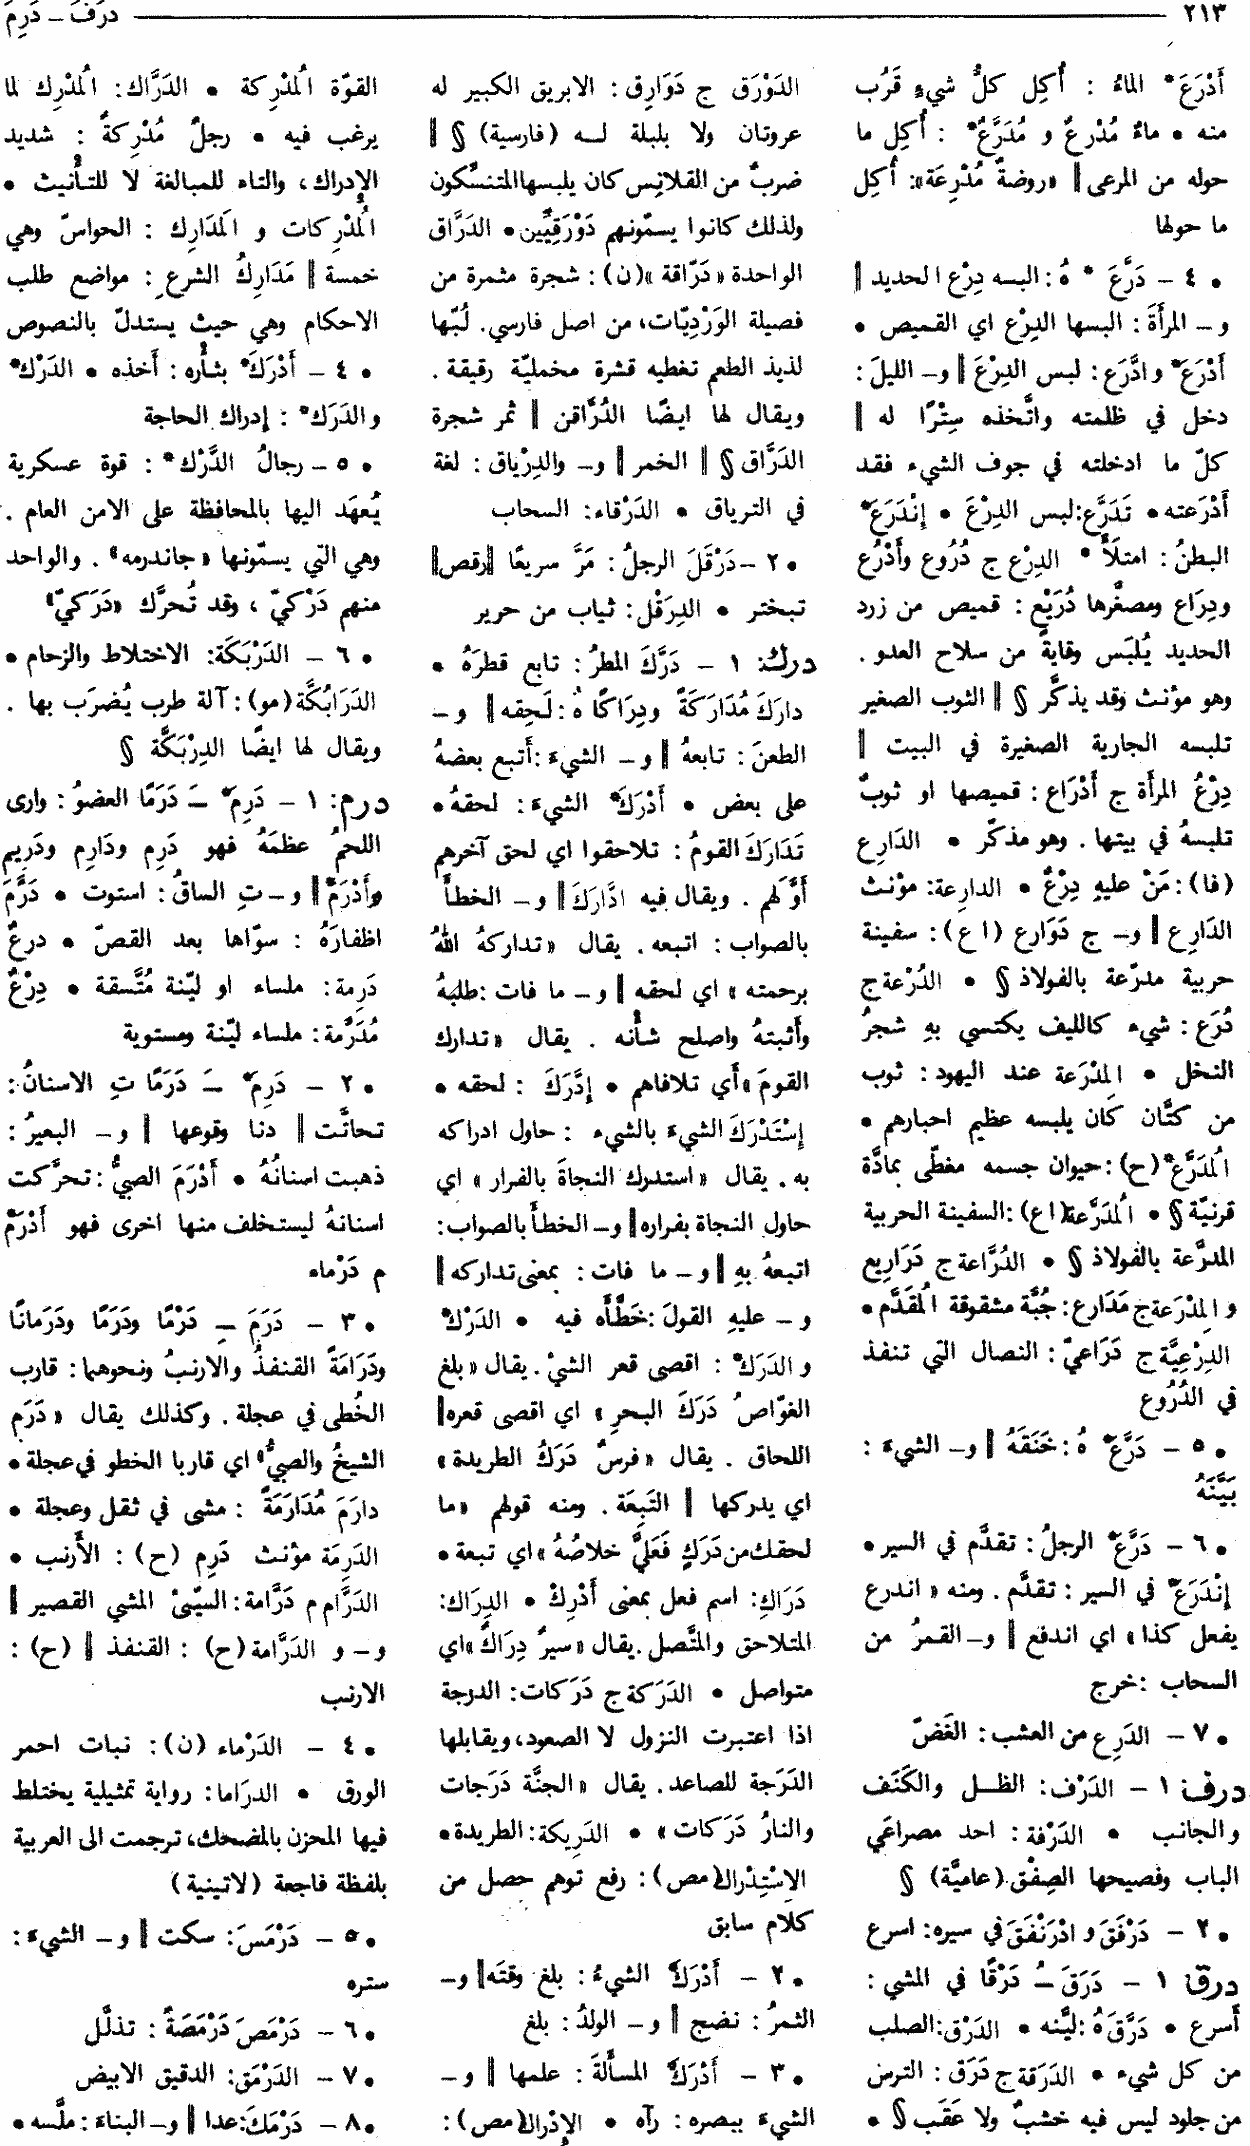 ٢١٣ درف - درم
أَدْرَعَ* الماءُ : أُكِل كلُّ شيءٍ قَرُب
منه • ماءٌ مُدْرِعٌ و مُدَرَّعٌ* : أُكِل ما
حوله من المرعى ‖ «روضةٌ مُدْرِعَة»: أُكِل
ما حولها
• ٤ - دَرَّعَ* هُ : البسه دِرْع الحديد ‖
و- المرأَةَ : البسها الدِرْع اي القميص •
أَدْرَعَ* وادَّرَع : لبس الدِرْعَ ‖ و- الليلَ :
دخل في ظلمته واتَّخذه سِتْرًا له ‖
كلّ ما ادخلته في جوف الشيء فقد
أَدْرَعته • تَدَرَّع: لبس الدِرْعَ • إِنْدَرَعَ*
البطنُ : امتلَأَ * الدِرْع ج دُرُوع وأَدْرُع
ودِرَاع ومصغَّرها دُرَيْع : قميص من زرد
الحديد يُلبَس وقايةً من سلاح العدو .
وهو مؤنث وقد يذكَّر § ‖ الثوب الصغير
تلبسه الجارية الصغيرة في البيت ‖
دِرْعُ المرأَة ج أَدْرَاع : قميصها او ثوبٌ
تلبسهُ في بيتها . وهو مذكّر • الدَارِع
(فا) : مَنْ عليهِ دِرْعٌ • الدارِعة: مؤنث
الدَارِع ‖ و- ج دَوَارع (ا ع) : سفينة
حربية مدرّعة بالفولاذ § • الدُرْعة ج
دُرَع : شيء كالليف يكتسي بهِ شجرُ
النخل • المِدْرَعة عند اليهود : ثوب
من كتَّان كان يلبسه عظيم احبارهم •
المُدَرَّع* (ح) : حيوان جسمه مغطّى بمادَّة
قرنيّة § • المُدَرَّعة (ا ع) : السفينة الحربية
المدرَّعة بالفولاذ § • الدُرَّاعة ج دَرَارِيع
و المِدْرَعة ج مَدَارع : جُبَّة مشقوقة المُقَدَّم •
الدِرْعِيَّة ج دَرَاعيّ : النصال التي تنفذ
في الدُرُوع
• ٥ - دَرَّعَ* هُ : خَنَقَهُ ‖ و- الشيءَ :
بَيَّنَهُ
• ٦ - دَرَّعَ* الرجلُ : تقدَّم في السير •
إِنْدَرَعَ* في السير : تقدَّم . ومنه «اندرع
يفعل كذا» اي اندفع ‖ و- القمرُ من
السحاب : خرج
• ٧ - الدَرِع من العشب : الغَضّ
درف: ١ - الدَرْف : الظل والكَنَف
والجانب • الدَرْفة : احد مصراعَي
الباب وفصيحها الصِفْق (عاميَّة) §
• ٢ - دَرْفَقَ و ادْرَنْفَقَ في سيره : اسرع
درق: ١ - دَرَقَ ـُ دَرْقًا في المشي :
أَسرع • دَرَّقَ هُ : ليَّنه • الدَرْق: الصلب
من كل شيء • الدَرَقة ج دَرَق : الترس
من جلود ليس فيه خشبٌ ولا عَقَب § •
الدَوْرَق ج دَوَارِق : الابريق الكبير له
عروتان ولا بلبلة له (فارسية) § ‖
ضربٌ من القلانِس كان يلبسها المتنسّكون
ولذلك كانوا يسمّونهم دَوْرَقِيِّين • الدَرَّاق
الواحدة «دَرّاقة» (ن) : شجرة مثمرة من
فصيلة الوَرْدِيّات، من اصل فارسي. لُبّها
لذيذ الطعم تغطيه قشرة مخمليّة رقيقة .
ويقال لها ايضًا الدُرَّاقن ‖ ثمر شجرة
الدَرَّاق § ‖ الخمر ‖ و- والدِرْياق : لغة
في الترياق • الدَرْقاء: السحاب
• ٢ - دَرْقَلَ الرجلُ : مَرَّ سريعًا ‖ رقص ‖
تبختر • الدِرَقْل : ثياب من حرير
درك: ١ - دَرَّكَ المطرُ : تابع قطرَهُ •
دارَكَ مُدَارَكَةً ودِرَاكًا هُ : لَحِقه ‖ و-
الطعنَ : تابعهُ ‖ و- الشيءَ : أَتبع بعضهُ
على بعض • أَدْرَكَ* الشيءَ : لحقهُ •
تَدَارَكَ القومُ : تلاحقوا اي لحق آخرهم
أَوَّلهم . ويقال فيه ادَّارَكَ ‖ و- الخطأَ
بالصواب : اتبعه . يقال «تداركهُ اللهُ
برحمته» اي لحقه ‖ و- ما فات : طلبهُ
وأَثبتهُ واصلح شأْنه . يقال «تدارك
القومَ» أَي تلافاهم • إِدَّرَكَ : لحقه •
إِسْتَدْرَكَ الشيءَ بالشيء : حاول ادراكه
به . يقال «استدرك النجاةَ بالفرار» اي
حاول النجاة بفراره ‖ و- الخطأَ بالصواب:
اتبعهُ بهِ ‖ و- ما فات : بمعنى تداركه ‖
و- عليهِ القولَ : خَطَّأَه فيه • الدَرْك*
والدَرَك* : اقصى قعر الشيْ . يقال «بلغ
الغوّاصُ دَرَكَ البحرِ» اي اقصى قعره ‖
اللحاق . يقال «فرسٌ دَرَكُ الطريدة»
اي يدركها ‖ التَبِعَة . ومنه قولهم «ما
لحقك من دَرَكٍ فَعَلَيَّ خلاصُهُ» اي تبعة •
دَرَاكِ: اسم فعل بمعنى أَدْرِكْ • الدِرَاك:
المتلاحق والمتَّصل . يقال «سيرٌ دِرَاكٌ» اي
متواصل • الدَرَكة ج دَرَكات : الدرجة
اذا اعتبرت النزول لا الصعود، ويقابلها
الدَرَجة للصاعد . يقال «الجنَّة دَرَجات
والنارُ دَرَكات» • الدَرِيكة : الطريدة •
الاسْتِدْراك (مص) : رفع توهم حصل من
كلام سابق
• ٢ - أَدْرَكَ* الشيءُ : بلغ وقتَه ‖ و-
الثمرُ : نضج ‖ و- الولدُ : بلغ
• ٣ - أَدْرَكَ* المسأَلةَ : علمها ‖ و-
الشيءَ ببصره : رآه • الإِدْراك (مص) :
القوّة المُدْرِكة • الدَرَّاك : المُدْرِك لما
يرغب فيه • رجلٌ مُدْرِكةٌ : شديد
الإِدراك، والتاء للمبالغة لا للتأْنيث •
المُدْرِكات و المَدَارِك : الحواسّ وهي
خمسة ‖ مَدَارِكُ الشرع : مواضع طلب
الاحكام وهي حيث يستدلّ بالنصوص
• ٤ - أَدْرَكَ* بثأْره : أَخذه • الدَرْك*
والدَرَك* : إِدراك الحاجة
• ٥ - رجالُ الدَّرْك* : قوة عسكرية
يُعهَد اليها بالمحافظة على الامن العام .
وهي التي يسمّونها «جاندرمه» . والواحد
منهم دَرْكيّ ، وقد تُحرَّك «دَرَكيّ»
• ٦ - الدَرْبَكَة: الاختلاط والزحام •
الدَرَابُكَّة (مو) : آلة طرب يُضرَب بها .
ويقال لها ايضًا الدِرْبَكَّة §
درم: ١ - دَرِمَ* ـَ دَرَمًا العضوُ : وارى
اللحمُ عظمَهُ فهو دَرِم ودَارِم ودَرِيم
وأَدْرَمُ* ‖ و- تِ الساقُ : استوت • دَرَّمَ
اظفارَهُ : سوّاها بعد القصّ • درعٌ
دَرِمة : ملساء او ليّنة مُتَّسقة • دِرْعٌ
مُدَرَّمة : ملساء ليّنة ومستوية
• ٢ - دَرِمَ* ـَ دَرَمًا تِ الاسنانُ :
تحاتَّت ‖ دنا وقوعها ‖ و- البعيرُ :
ذهبت اسنانُهُ • أَدْرَمَ الصبيُّ : تحرَّكت
اسنانهُ ليستخلف منها اخرى فهو أَدْرَم*
م دَرْماء
• ٣ - دَرَمَ ـِ دَرْمًا ودَرَمًا ودَرَمانًا
ودَرَامَةً القنفذُ والارنبُ ونحوهما : قارب
الخُطى في عجلة . وكذلك يقال «دَرَم
الشيخُ والصبيُّ» اي قاربا الخطو في عجلة •
دارَمَ مُدَارَمَةً : مشى في ثقل وعجلة •
الدَرِمَة مؤنث دَرِم (ح) : الأَرنب •
الدَرَّام م دَرَّامة : السيّئُ المشي القصير ‖
و- و الدَرَّامة (ح) : القنفذ ‖ (ح) :
الارنب
• ٤ - الدَرْماء (ن) : نبات احمر
الورق • الدرَاما : رواية تمثيلية يختلط
فيها المحزن بالمضحك، ترجمت الى العربية
بلفظة فاجعة (لاتينية)
• ٥ - دَرْمَسَ : سكت ‖ و- الشيءَ :
ستره
• ٦ - دَرْمَصَ دَرْمَصَةً : تذلَّل
• ٧ - الدَرْمَق : الدقيق الابيض
• ٨ - دَرْمَكَ: عدا ‖ و- البناءَ : ملَّسه •